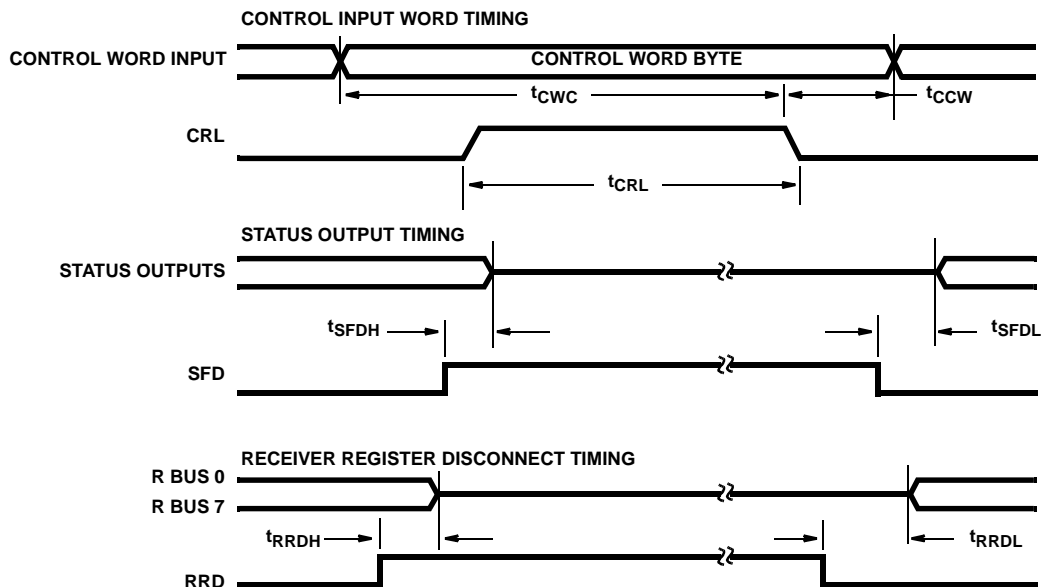 CONTROL INPUT WORD TIMING
CONTROL WORD INPUT
CONTROL WORD BYTE
tCWC
tCCW
CRL
tCRL
STATUS OUTPUT TIMING
STATUS OUTPUTS
tSFDH
tSFDL
SFD
RECEIVER REGISTER DISCONNECT TIMING
R BUS 0
R BUS 7
tRRDH
tRRDL
RRD